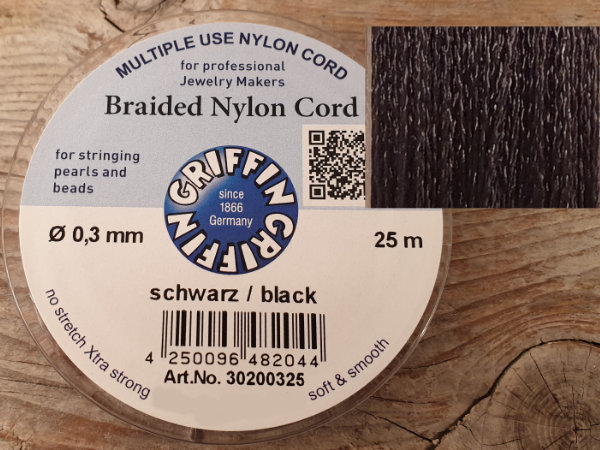 MULTIPLE USE NYLON CORD
for professional
Jewelry Makers
Braided Nylon Cord
for stringing
pearls and
beads
GRIFFIN GRIFFIN
since
1866
Germany
Ø 0,3 mm
25 m
schwarz / black
4 250096 482044
Art.No. 30200325
no stretch Xtra strong
soft & smooth